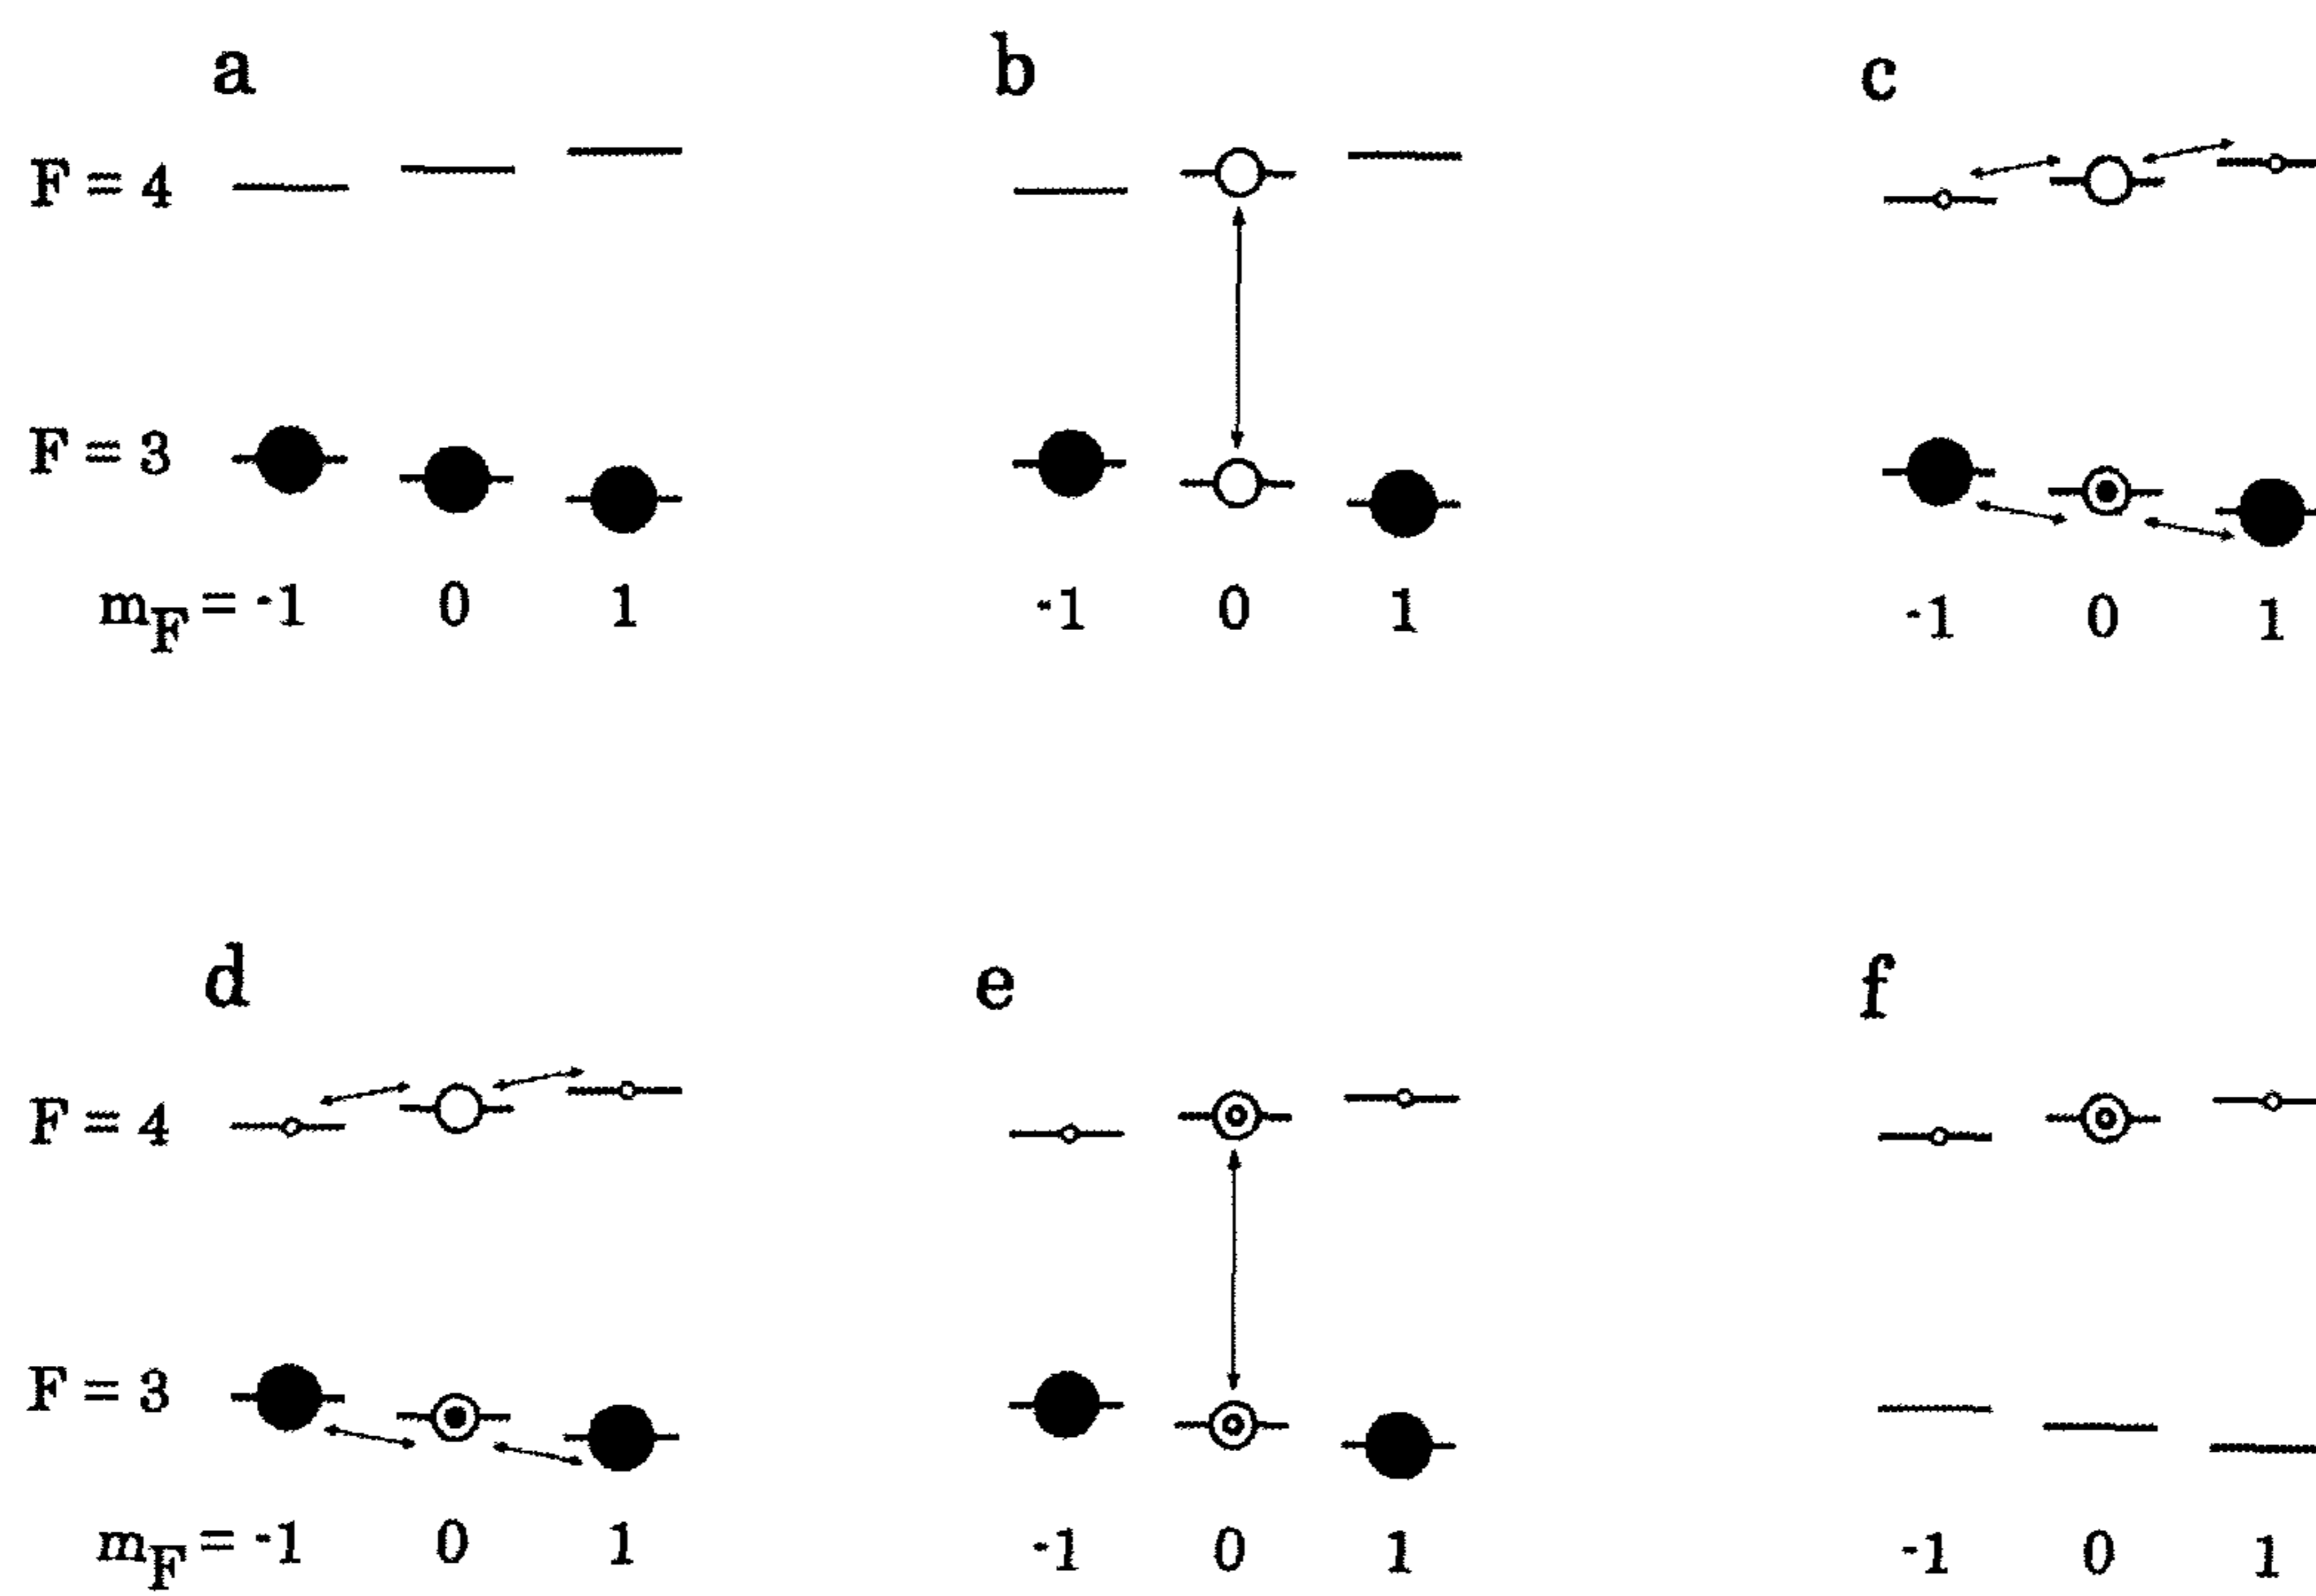 a b c
F = 4
F = 3
m_F = -1 0 1 -1 0 1 -1 0 1
d e f
F = 4
F = 3
m_F = -1 0 1 -1 0 1 -1 0 1